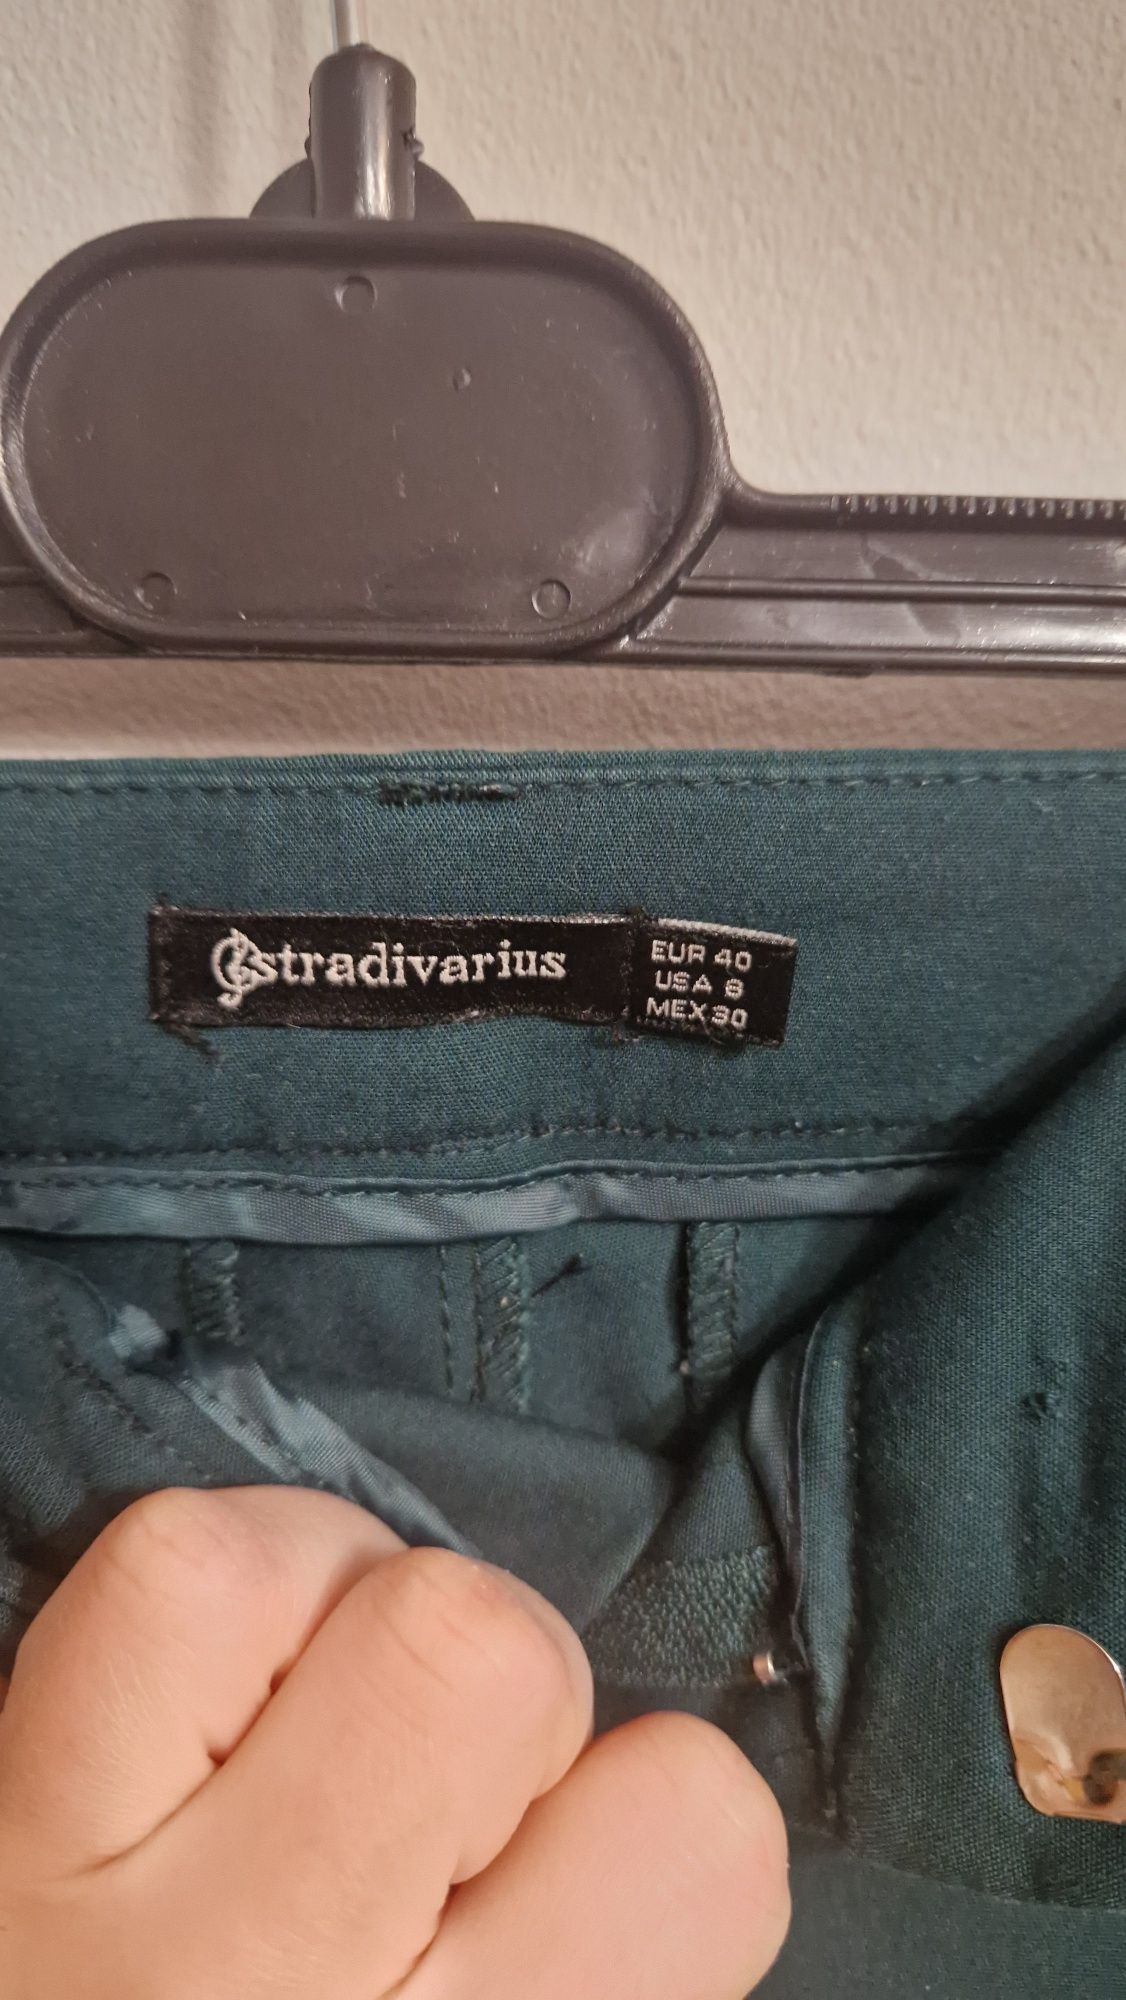 stradivarius
EUR 40
USA 8
MEX 30